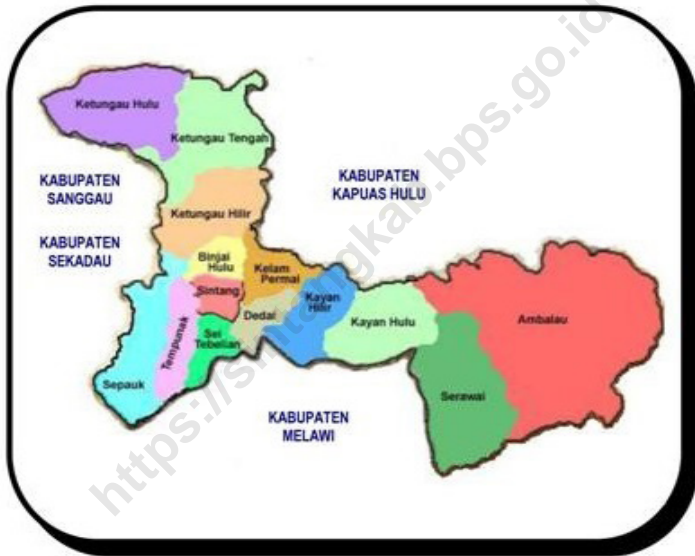 Ketungau Hulu
Ketungau Tengah
KABUPATEN
SANGGAU
KABUPATEN
KAPUAS HULU
Ketungau Hilir
KABUPATEN
SEKADAU
Binjai
Hulu
Kelam
Permai
Sintang
Kayan
Hilir
Dedai
Kayan Hulu
Ambalau
Tempunak
Sei
Tebelian
Sepauk
Serawai
KABUPATEN
MELAWI
https://sintangkab.bps.go.id